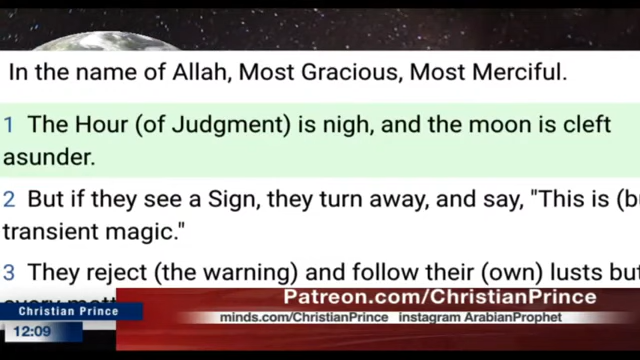 In the name of Allah, Most Gracious, Most Merciful.
1 The Hour (of Judgment) is nigh, and the moon is cleft
asunder.
2 But if they see a Sign, they turn away, and say, "This is (b
transient magic."
3 They reject (the warning) and follow their (own) lusts but
Patreon.com/ChristianPrince
Christian Prince
minds.com/ChristianPrince instagram ArabianProphet
12:09